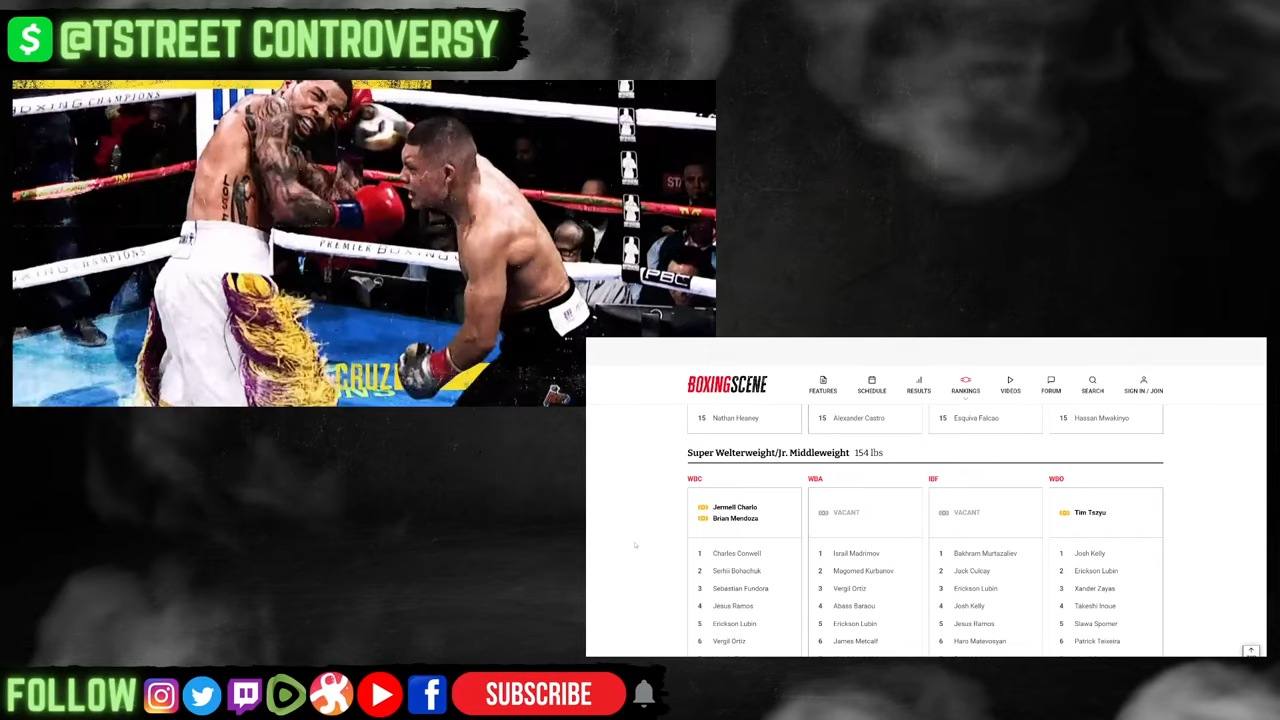 $ @TSTREET CONTROVERSY
BOXING CHAMPIONS
PREMIER BOXING
PBC
CRUZ
BOXINGSCENE
FEATURES
SCHEDULE
RESULTS
RANKINGS
VIDEOS
FORUM
SEARCH
SIGN IN / JOIN
15 Nathan Heaney
15 Alexander Castro
15 Esquiva Falcao
15 Hassan Mwakinyo
Super Welterweight/Jr. Middleweight 154 lbs
WBC
Jermell Charlo
Brian Mendoza
1 Charles Conwell
2 Serhii Bohachuk
3 Sebastian Fundora
4 Jesus Ramos
5 Erickson Lubin
6 Vergil Ortiz
WBA
VACANT
1 Israil Madrimov
2 Magomed Kurbanov
3 Vergil Ortiz
4 Abass Baraou
5 Erickson Lubin
6 James Metcalf
IBF
VACANT
1 Bakhram Murtazaliev
2 Jack Culcay
3 Erickson Lubin
4 Josh Kelly
5 Jesus Ramos
6 Haro Matevosyan
WBO
Tim Tszyu
1 Josh Kelly
2 Erickson Lubin
3 Xander Zayas
4 Takeshi Inoue
5 Slawa Spomer
6 Patrick Teixeira
FOLLOW
SUBSCRIBE